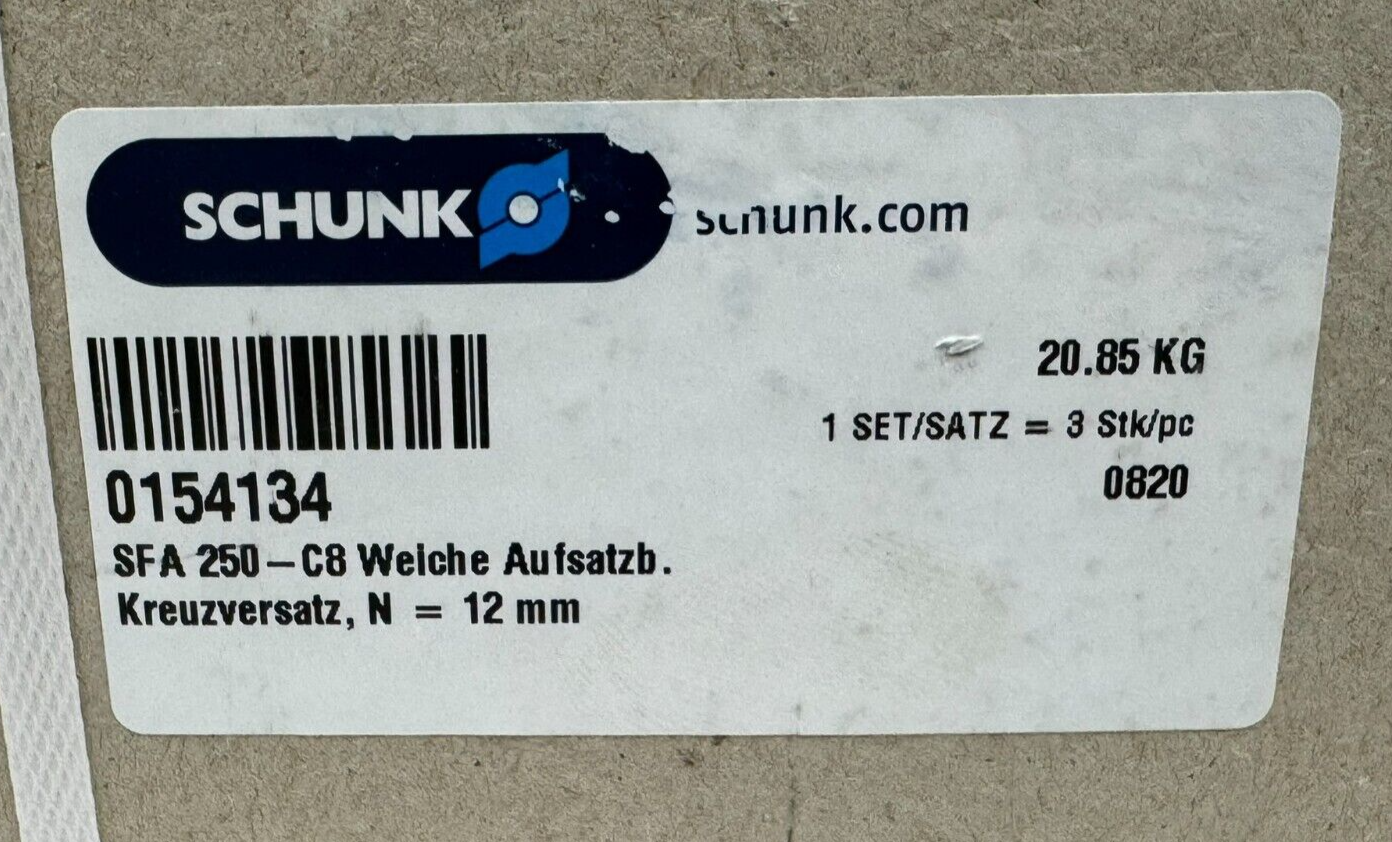 SCHUNK
schunk.com
20.85 KG
1 SET/SATZ = 3 Stk/pc
0820
0154134
SFA 250-C8 Weiche Aufsatzb.
Kreuzversatz, N = 12 mm